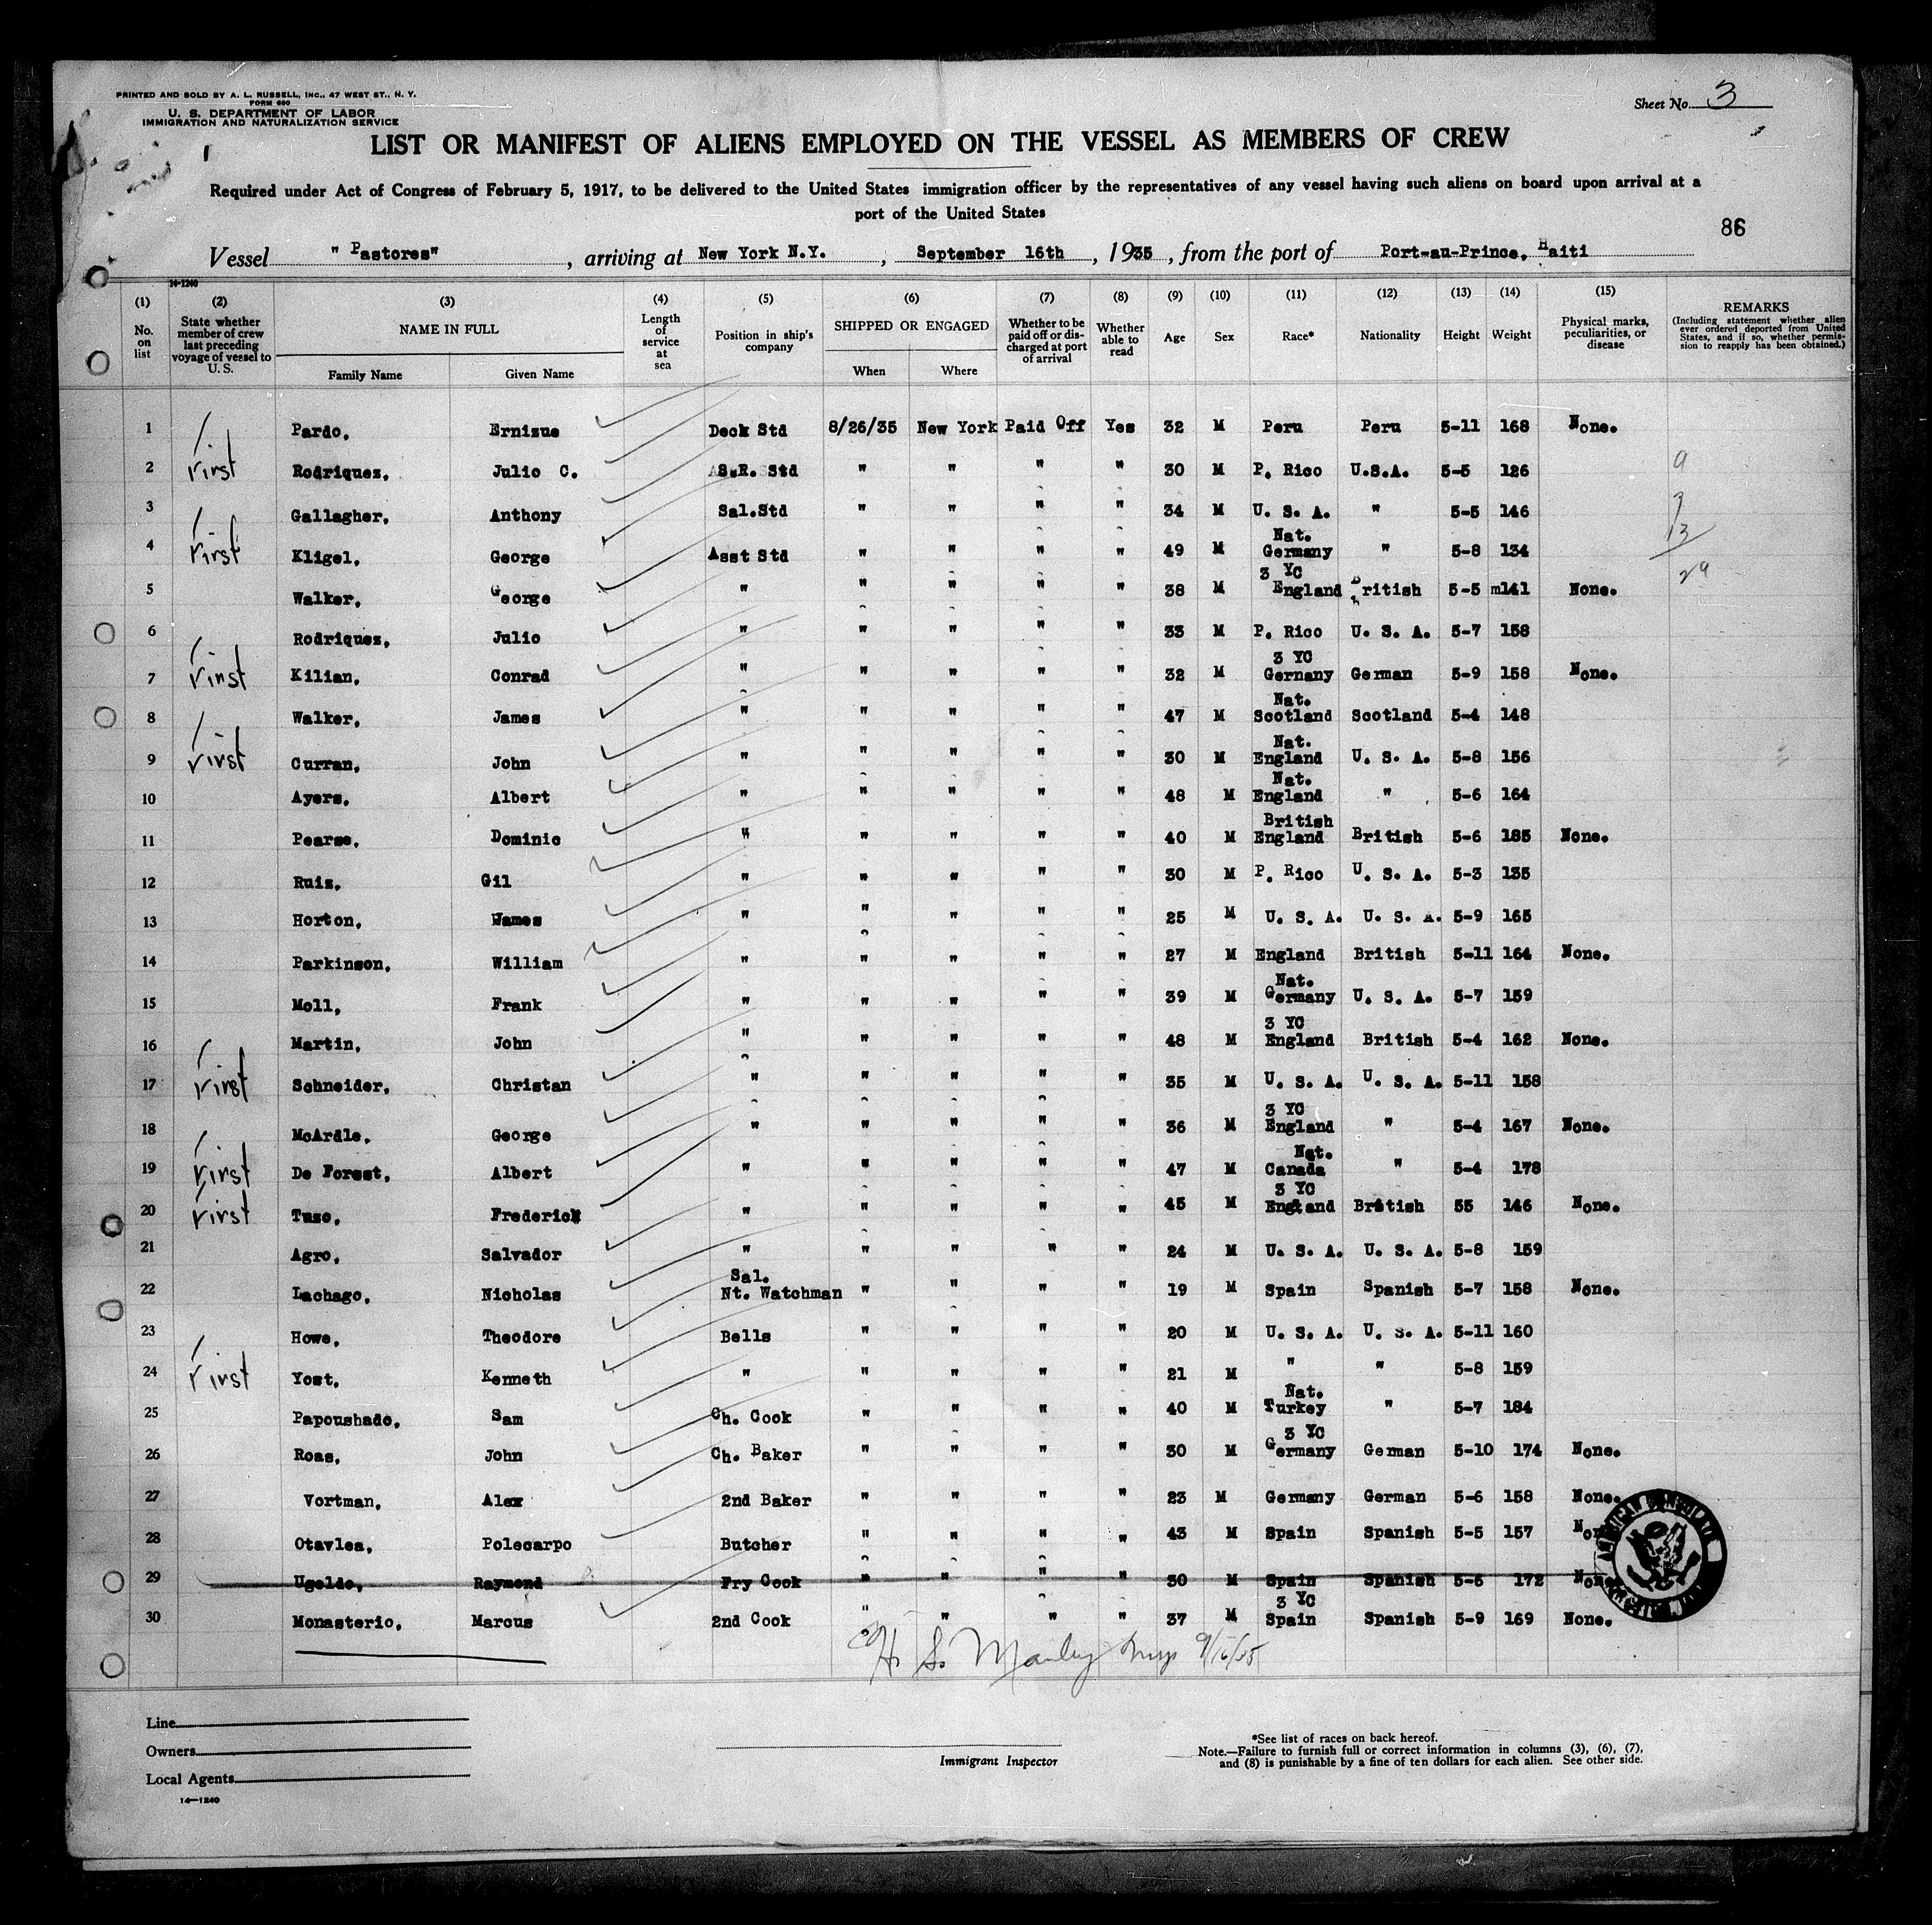 PRINTED AND SOLD BY A. L. RUSSELL, INC., 47 WEST ST., N. Y.
FORM 680
U. S. DEPARTMENT OF LABOR
IMMIGRATION AND NATURALIZATION SERVICE
Sheet No. 3
LIST OR MANIFEST OF ALIENS EMPLOYED ON THE VESSEL AS MEMBERS OF CREW
Required under Act of Congress of February 5, 1917, to be delivered to the United States immigration officer by the representatives of any vessel having such aliens on board upon arrival at a
port of the United States
86
Vessel " Pastores" , arriving at New York N.Y. , September 16th , 1935 , from the port of Port-au-Prince, Haiti
14-1240
(1) No. on list (2) State whether member of crew last preceding voyage of vessel to U. S. (3) NAME IN FULL Family Name Given Name (4) Length of service at sea (5) Position in ship's company (6) SHIPPED OR ENGAGED When Where (7) Whether to be paid off or discharged at port of arrival (8) Whether able to read (9) Age (10) Sex (11) Race* (12) Nationality (13) Height (14) Weight (15) Physical marks, peculiarities, or disease REMARKS (Including statement whether alien ever ordered deported from United States, and if so, whether permission to reapply has been obtained.)
1 Pardo, Ernizue Deck Std 8/26/35 New York Paid Off Yes 32 M Peru Peru 5-11 168 None.
2 First Rodriques, Julio C. S.R. Std " " " " 30 M P. Rico U.S.A. 5-5 126 9
3 Gallagher, Anthony Sal.Std " " " " 34 M U. S. A. " 5-5 146
4 First Kligel, George Asst Std " " " " 49 M Nat. Germany " 5-8 134 13
5 Walker, George " " " " " 38 M 3 YC England British 5-5 m141 None. 29
6 Rodriques, Julio " " " " " 33 M P. Rico U. S. A. 5-7 158
7 First Kilian, Conrad " " " " " 32 M 3 YC Gernany German 5-9 158 None.
8 Walker, James " " " " " 47 M Nat. Scotland Scotland 5-4 148
9 First Curran, John " " " " " 30 M Nat. England U. S. A. 5-8 156
10 Ayers, Albert " " " " " 48 M Nat. England " 5-6 164
11 Pearse, Dominic " " " " " 40 M British England British 5-6 185 None.
12 Ruiz, Gil " " " " " 30 M P. Rico U. S. A. 5-3 135
13 Horton, James " " " " " 25 M U. S. A. U. S. A. 5-9 165
14 Parkinson, William " " " " " 27 M England British 5-11 164 None.
15 Moll, Frank " " " " " 39 M Nat. Germany U. S. A. 5-7 159
16 Martin, John " " " " " 48 M 3 YC England British 5-4 162 None.
17 First Schneider, Christan " " " " " 35 M U. S. A. U. S. A. 5-11 158
18 McArdle, George " " " " " 36 M 3 YC England " 5-4 167 None.
19 First De Forest, Albert " " " " " 47 M Nat. Canada " 5-4 178
20 First Tuzo, Frederick " " " " " 45 M 3 YC England British 55 146 None.
21 Agro, Salvador " " " " " 24 M U. S. A. U. S. A. 5-8 159
22 Lachago, Nicholas Sal. Nt. Watchman " " " " 19 M Spain Spanish 5-7 158 None.
23 Howe, Theodore Bells " " " " 20 M U. S. A. U. S. A. 5-11 160
24 First Yost, Kenneth " " " " " 21 M " " 5-8 159
25 Papoushado, Sam Ch. Cook " " " " 40 M Nat. Turkey " 5-7 184
26 Roas, John Ch. Baker " " " " 30 M 3 YC Germany German 5-10 174 None.
27 Vortman, Alex 2nd Baker " " " " 23 M Germany German 5-6 158 None.
28 Otavlea, Polecarpo Butcher " " " " 43 M Spain Spanish 5-5 157 None.
29 Ugelde, Raymond Fry Cook " " " " 30 M Spain Spanish 5-6 172 None.
30 Monasterio, Marcus 2nd Cook " " " " 37 M 3 YC Spain Spanish 5-9 169 None.
AMERICAN CONSULATE
H. S. Manley Insp 9/16/35
Line
Owners
Local Agents
14-1240
Immigrant Inspector
*See list of races on back hereof.
Note.—Failure to furnish full or correct information in columns (3), (6), (7),
and (8) is punishable by a fine of ten dollars for each alien. See other side.